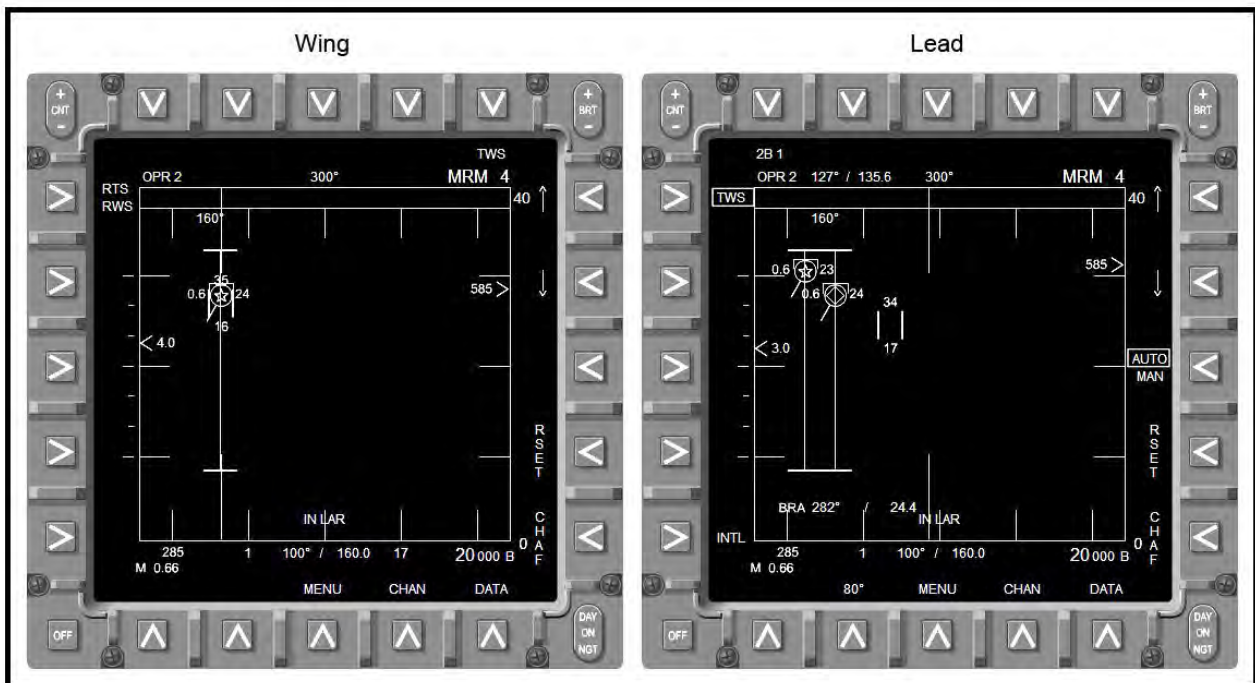 Wing
CNT
BRT
TWS
OPR 2 300° MRM 4
RTS
RWS
40
160°
35
0.6 24
16
585
4.0
R
S
E
T
IN LAR
C
H
A
F
0
285 1 100° / 160.0 17 20 000 B
M 0.66
MENU CHAN DATA
OFF
DAY
ON
NGT
Lead
CNT
BRT
2B 1
OPR 2 127° / 135.6 300° MRM 4
TWS
40
160°
0.6 23
585
0.6 24
34
17
3.0
AUTO
MAN
R
S
E
T
BRA 282° / 24.4
IN LAR
C
H
A
F
INTL
0
285 1 100° / 160.0 20 000 B
M 0.66
80° MENU CHAN DATA
OFF
DAY
ON
NGT